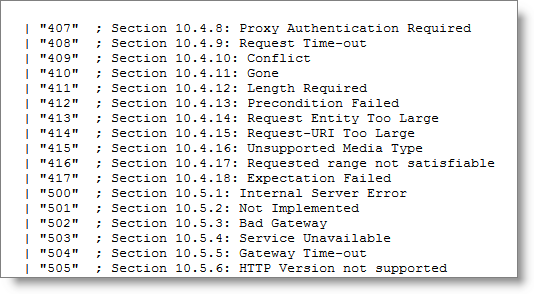 | "407"  ; Section 10.4.8: Proxy Authentication Required
| "408"  ; Section 10.4.9: Request Time-out
| "409"  ; Section 10.4.10: Conflict
| "410"  ; Section 10.4.11: Gone
| "411"  ; Section 10.4.12: Length Required
| "412"  ; Section 10.4.13: Precondition Failed
| "413"  ; Section 10.4.14: Request Entity Too Large
| "414"  ; Section 10.4.15: Request-URI Too Large
| "415"  ; Section 10.4.16: Unsupported Media Type
| "416"  ; Section 10.4.17: Requested range not satisfiable
| "417"  ; Section 10.4.18: Expectation Failed
| "500"  ; Section 10.5.1: Internal Server Error
| "501"  ; Section 10.5.2: Not Implemented
| "502"  ; Section 10.5.3: Bad Gateway
| "503"  ; Section 10.5.4: Service Unavailable
| "504"  ; Section 10.5.5: Gateway Time-out
| "505"  ; Section 10.5.6: HTTP Version not supported